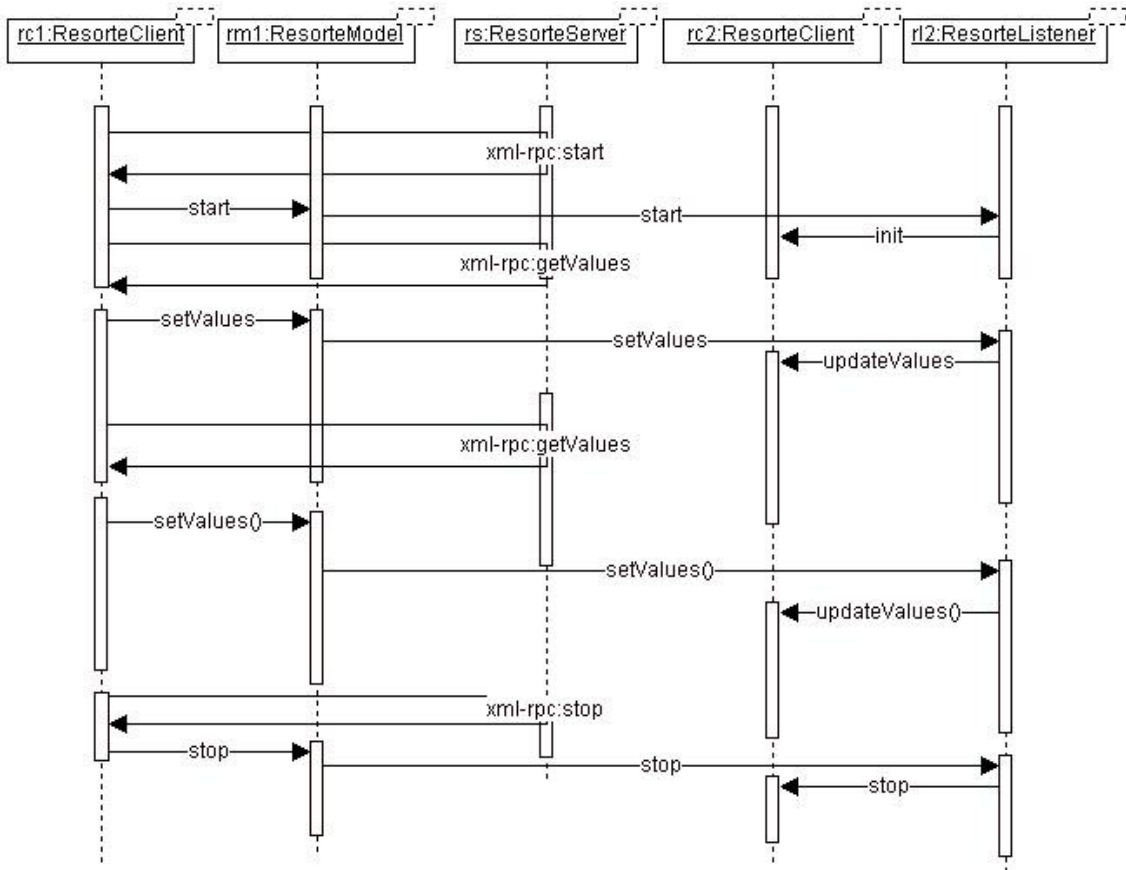 rc1:ResorteClient
rm1:ResorteModel
rs:ResorteServer
rc2:ResorteClient
rl2:ResorteListener
xml-rpc:start
start
start
init
xml-rpc:getValues
setValues
setValues
updateValues
xml-rpc:getValues
setValues()
setValues()
updateValues()
xml-rpc:stop
stop
stop
stop